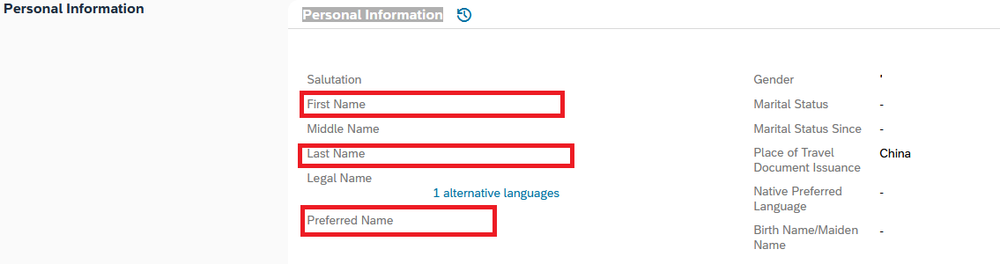 Personal Information
Personal Information
Salutation
First Name
Middle Name
Last Name
Legal Name
1 alternative languages
Preferred Name
Gender '
Marital Status -
Marital Status Since -
Place of Travel China
Document Issuance
Native Preferred -
Language
Birth Name/Maiden -
Name